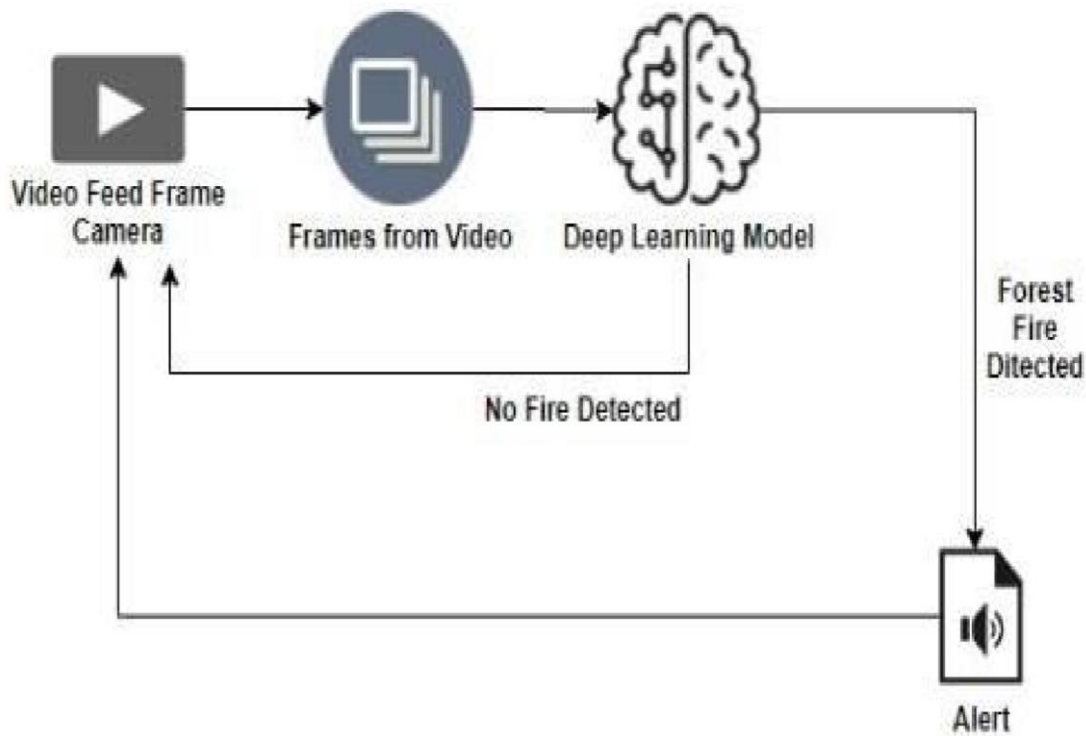 Video Feed Frame
Camera
Frames from Video
Deep Learning Model
Forest
Fire
Ditected
No Fire Detected
Alert